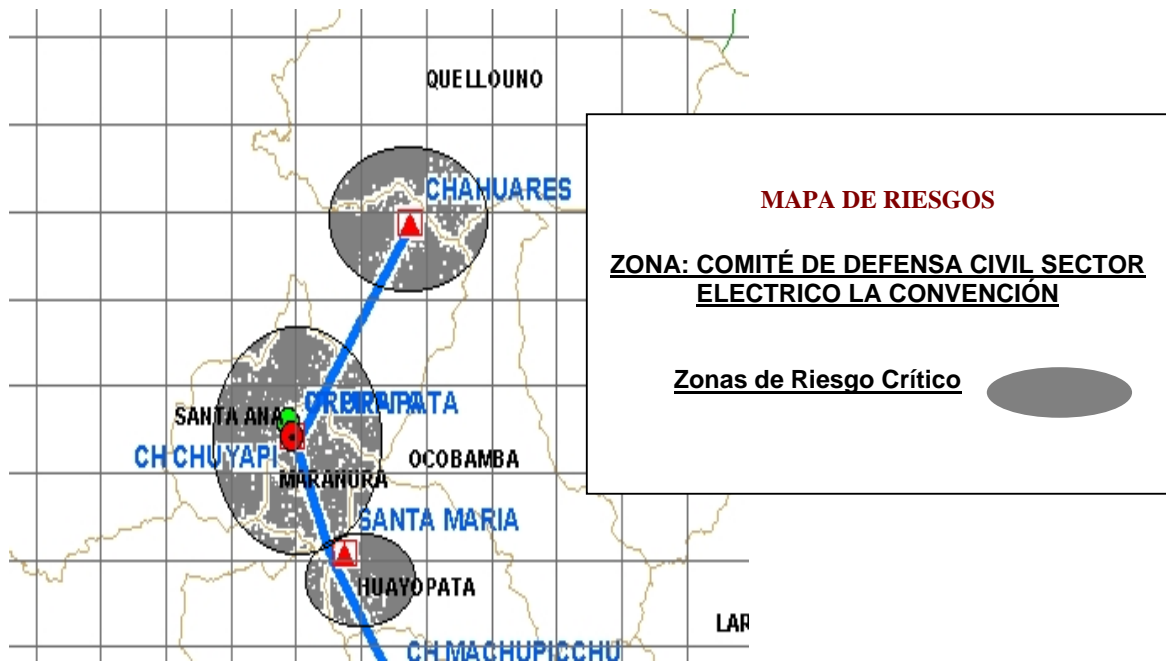 QUELLOUNO
CHAHUARES
MAPA DE RIESGOS
ZONA: COMITÉ DE DEFENSA CIVIL SECTOR
ELECTRICO LA CONVENCIÓN
Zonas de Riesgo Crítico
SANTA ANA
CH CHUYAPI
OCOBAMBA
MARANURA
SANTA MARIA
HUAYOPATA
LAR
CH MACHUPICCHU